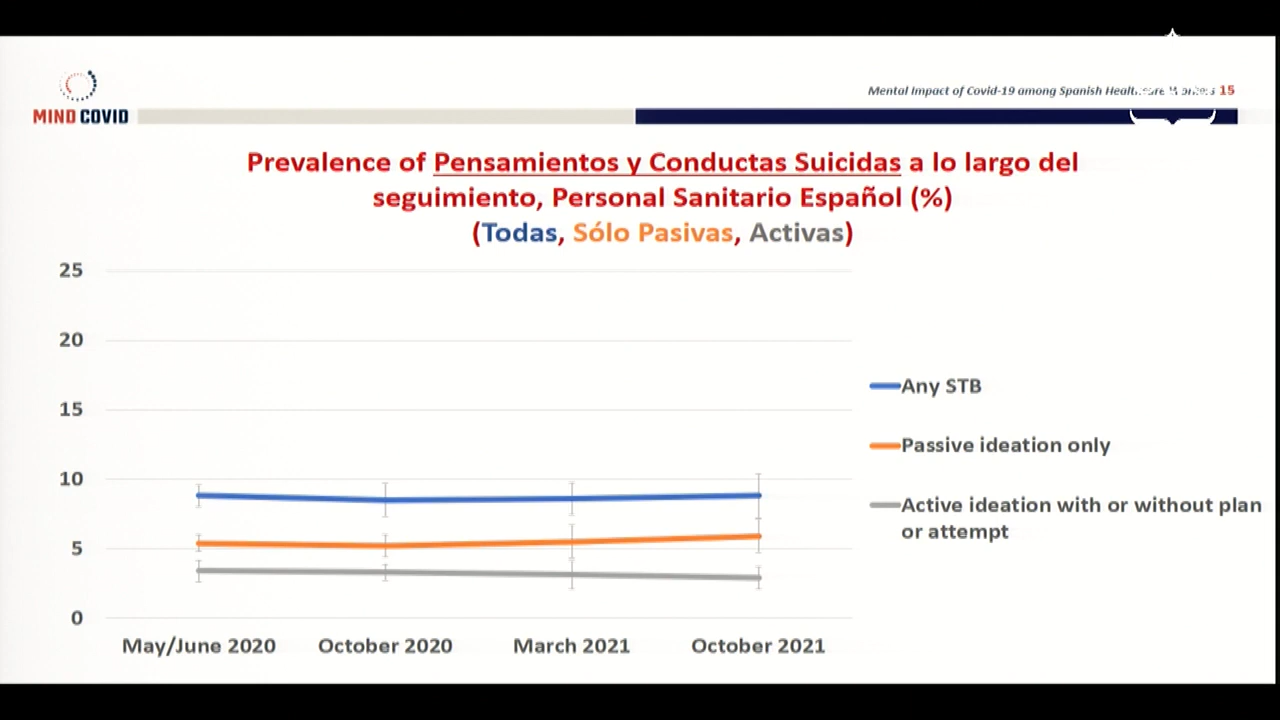 MIND COVID
Mental Impact of Covid-19 among Spanish 15
Prevalence of Pensamientos y Conductas Suicidas a lo largo del
seguimiento, Personal Sanitario Español (%)
(Todas, Sólo Pasivas, Activas)
25
20
15
10
5
0
May/June 2020
October 2020
March 2021
October 2021
Any STB
Passive ideation only
Active ideation with or without plan
or attempt